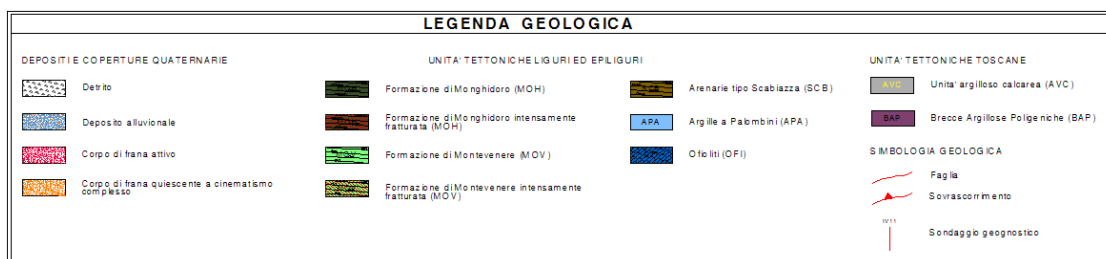 LEGENDA GEOLOGICA
DEPOSITI E COPERTURE QUATERNARIE
Detrito
Deposito alluvionale
Corpo di frana attivo
Corpo di frana quiescente a cinematismo
complesso
UNITA' TETTONICHE LIGURI ED EPILIGURI
Formazione di Monghidoro (MOH)
Formazione di Monghidoro intensamente
fratturata (MOH)
Formazione di Montevenere (MOV)
Formazione di Montevenere intensamente
fratturata (MOV)
Arenarie tipo Scabiazza (SCB)
APA
Argille a Palombini (APA)
Ofioliti (OFI)
UNITA' TETTONICHE TOSCANE
AVC
Unita' argilloso calcarea (AVC)
BAP
Brecce Argillose Poligeniche (BAP)
SIMBOLOGIA GEOLOGICA
Faglia
Sovrascorrimento
Sondaggio geognostico